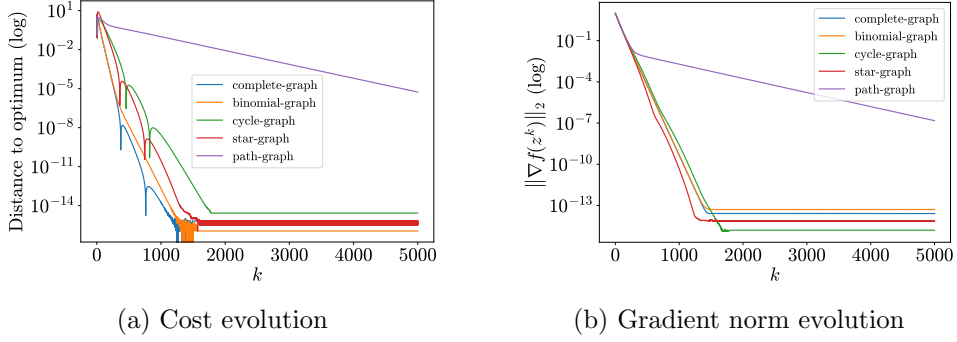 Distance to optimum (log)
10^1
10^-2
10^-5
10^-8
10^-11
10^-14
complete-graph
binomial-graph
cycle-graph
star-graph
path-graph
0 1000 2000 3000 4000 5000
k
(a) Cost evolution
||∇f(z^k)||_2 (log)
10^-1
10^-4
10^-7
10^-10
10^-13
complete-graph
binomial-graph
cycle-graph
star-graph
path-graph
0 1000 2000 3000 4000 5000
k
(b) Gradient norm evolution